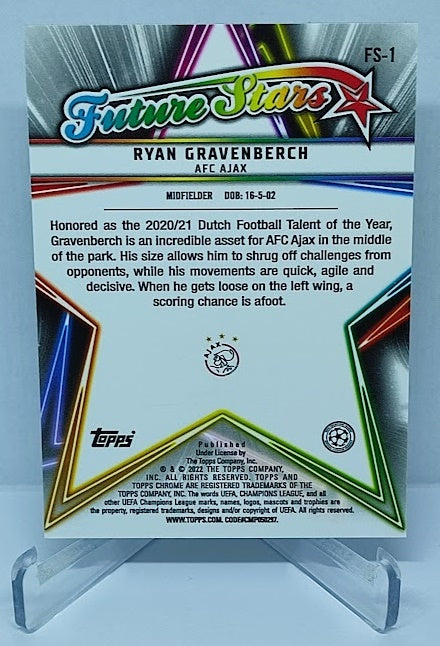 FS-1
Future Stars
RYAN GRAVENBERCH
AFC AJAX
MIDFIELDER DOB: 16-5-02
Honored as the 2020/21 Dutch Football Talent of the Year,
Gravenberch is an incredible asset for AFC Ajax in the middle
of the park. His size allows him to shrug off challenges from
opponents, while his movements are quick, agile and
decisive. When he gets loose on the left wing, a
scoring chance is afoot.
AJAX
Topps
Published
Under License by
The Topps Company, Inc.
® & © 2022 THE TOPPS COMPANY,
INC. ALL RIGHTS RESERVED. TOPPS AND
TOPPS CHROME ARE REGISTERED TRADEMARKS OF THE
TOPPS COMPANY, INC. The words UEFA, CHAMPIONS LEAGUE, and all
other UEFA Champions League marks, names, logos, mascots and trophies are
the property, registered trademarks, designs and/or copyright of UEFA. All rights reserved.
WWW.TOPPS.COM. CODE#CMP050297.